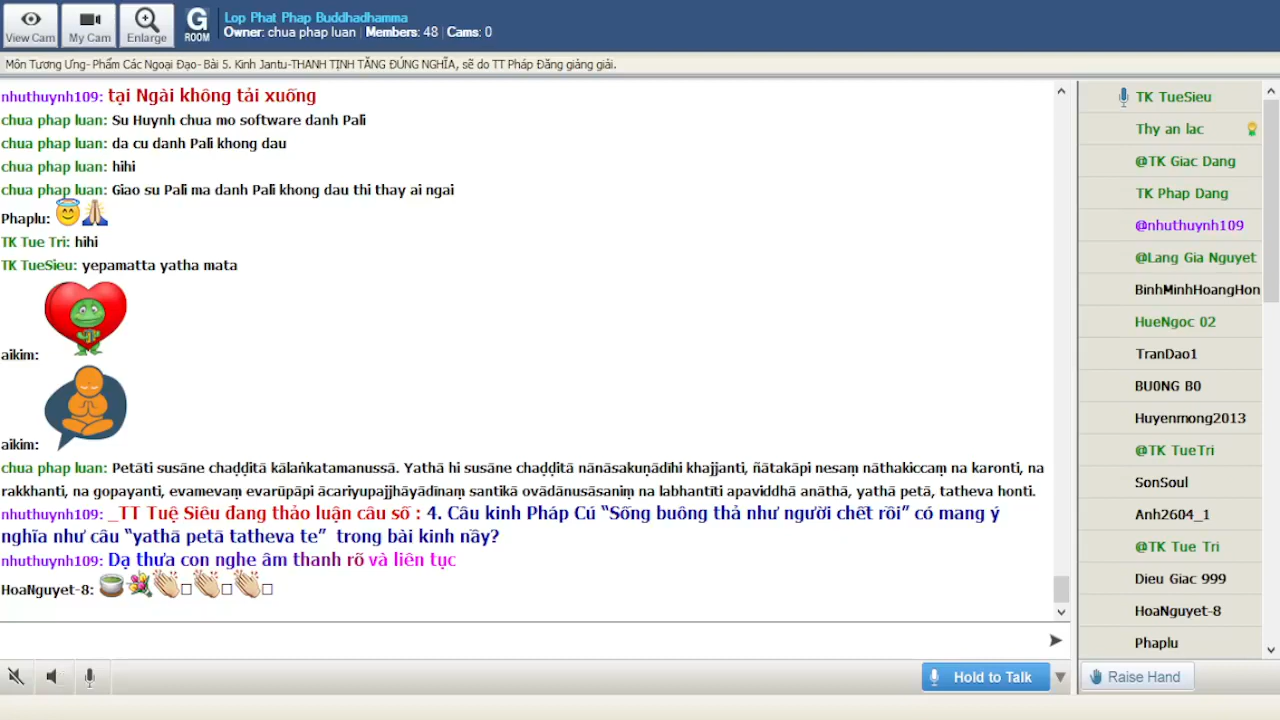 View Cam
My Cam
Enlarge
G
ROOM
Lop Phat Phap Buddhadhamma
Owner: chua phap luan | Members: 48 | Cams: 0
Môn Tương Ưng- Phẩm Các Ngoại Đạo- Bài 5. Kinh Jantu-THANH TỊNH TĂNG ĐÚNG NGHĨA, sẽ do TT Pháp Đăng giảng giải.
nhuthuynh109: tại Ngài không tải xuống
chua phap luan: Su Huynh chua mo software danh Pali
chua phap luan: da cu danh Pali khong dau
chua phap luan: hihi
chua phap luan: Giao su Pali ma danh Pali khong dau thi thay ai ngai
Phaplu:
TK Tue Tri: hihi
TK TueSieu: yepamatta yatha mata
aikim:
aikim:
chua phap luan: Petāti susāne chaḍḍitā kālaṅkatamanussā. Yathā hi susāne chaḍḍitā nānāsakuṇādīhi khajjanti, ñātakāpi nesaṃ nāthakiccaṃ na karonti, na
rakkhanti, na gopayanti, evamevaṃ evarūpāpi ācariyupajjhāyādīnaṃ santikā ovādānusāsaniṃ na labhantīti apaviddhā anāthā, yathā petā, tatheva honti.
nhuthuynh109: _TT Tuệ Siêu đang thảo luận câu số : 4. Câu kinh Pháp Cú “Sống buông thả như người chết rồi” có mang ý
nghĩa như câu “yathā petā tatheva te” trong bài kinh nầy?
nhuthuynh109: Dạ thưa con nghe âm thanh rõ và liên tục
HoaNguyet-8:
Hold to Talk
TK TueSieu
Thy an lac
@TK Giac Dang
TK Phap Dang
@nhuthuynh109
@Lang Gia Nguyet
BinhMinhHoangHon
HueNgoc 02
TranDao1
BU0NG B0
Huyenmong2013
@TK TueTri
SonSoul
Anh2604_1
@TK Tue Tri
Dieu Giac 999
HoaNguyet-8
Phaplu
Raise Hand